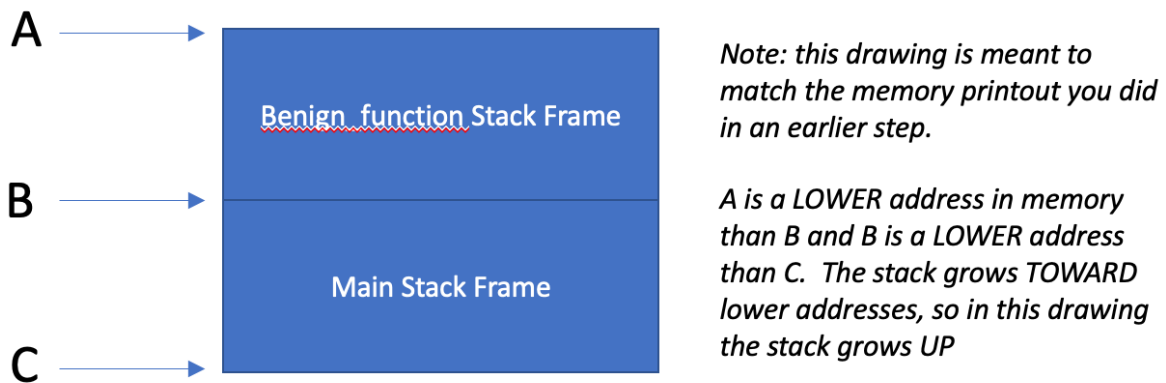 A
Benign_function Stack Frame
B
Main Stack Frame
C
Note: this drawing is meant to
match the memory printout you did
in an earlier step.
A is a LOWER address in memory
than B and B is a LOWER address
than C. The stack grows TOWARD
lower addresses, so in this drawing
the stack grows UP